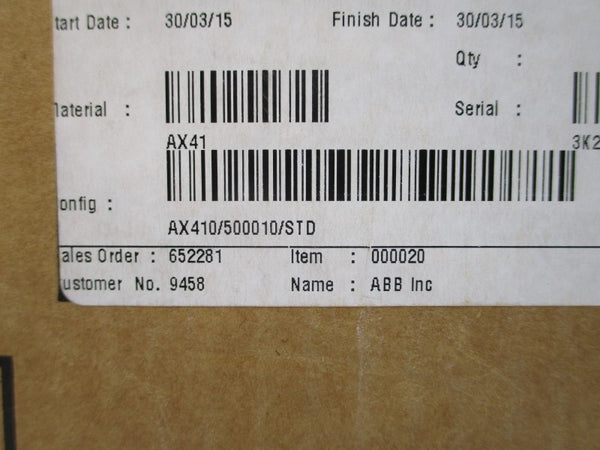 tart Date : 30/03/15 Finish Date : 30/03/15
Qty :
aterial : Serial :
AX41 3K2
onfig :
AX410/500010/STD
ales Order : 652281 Item : 000020
ustomer No. 9458 Name : ABB Inc